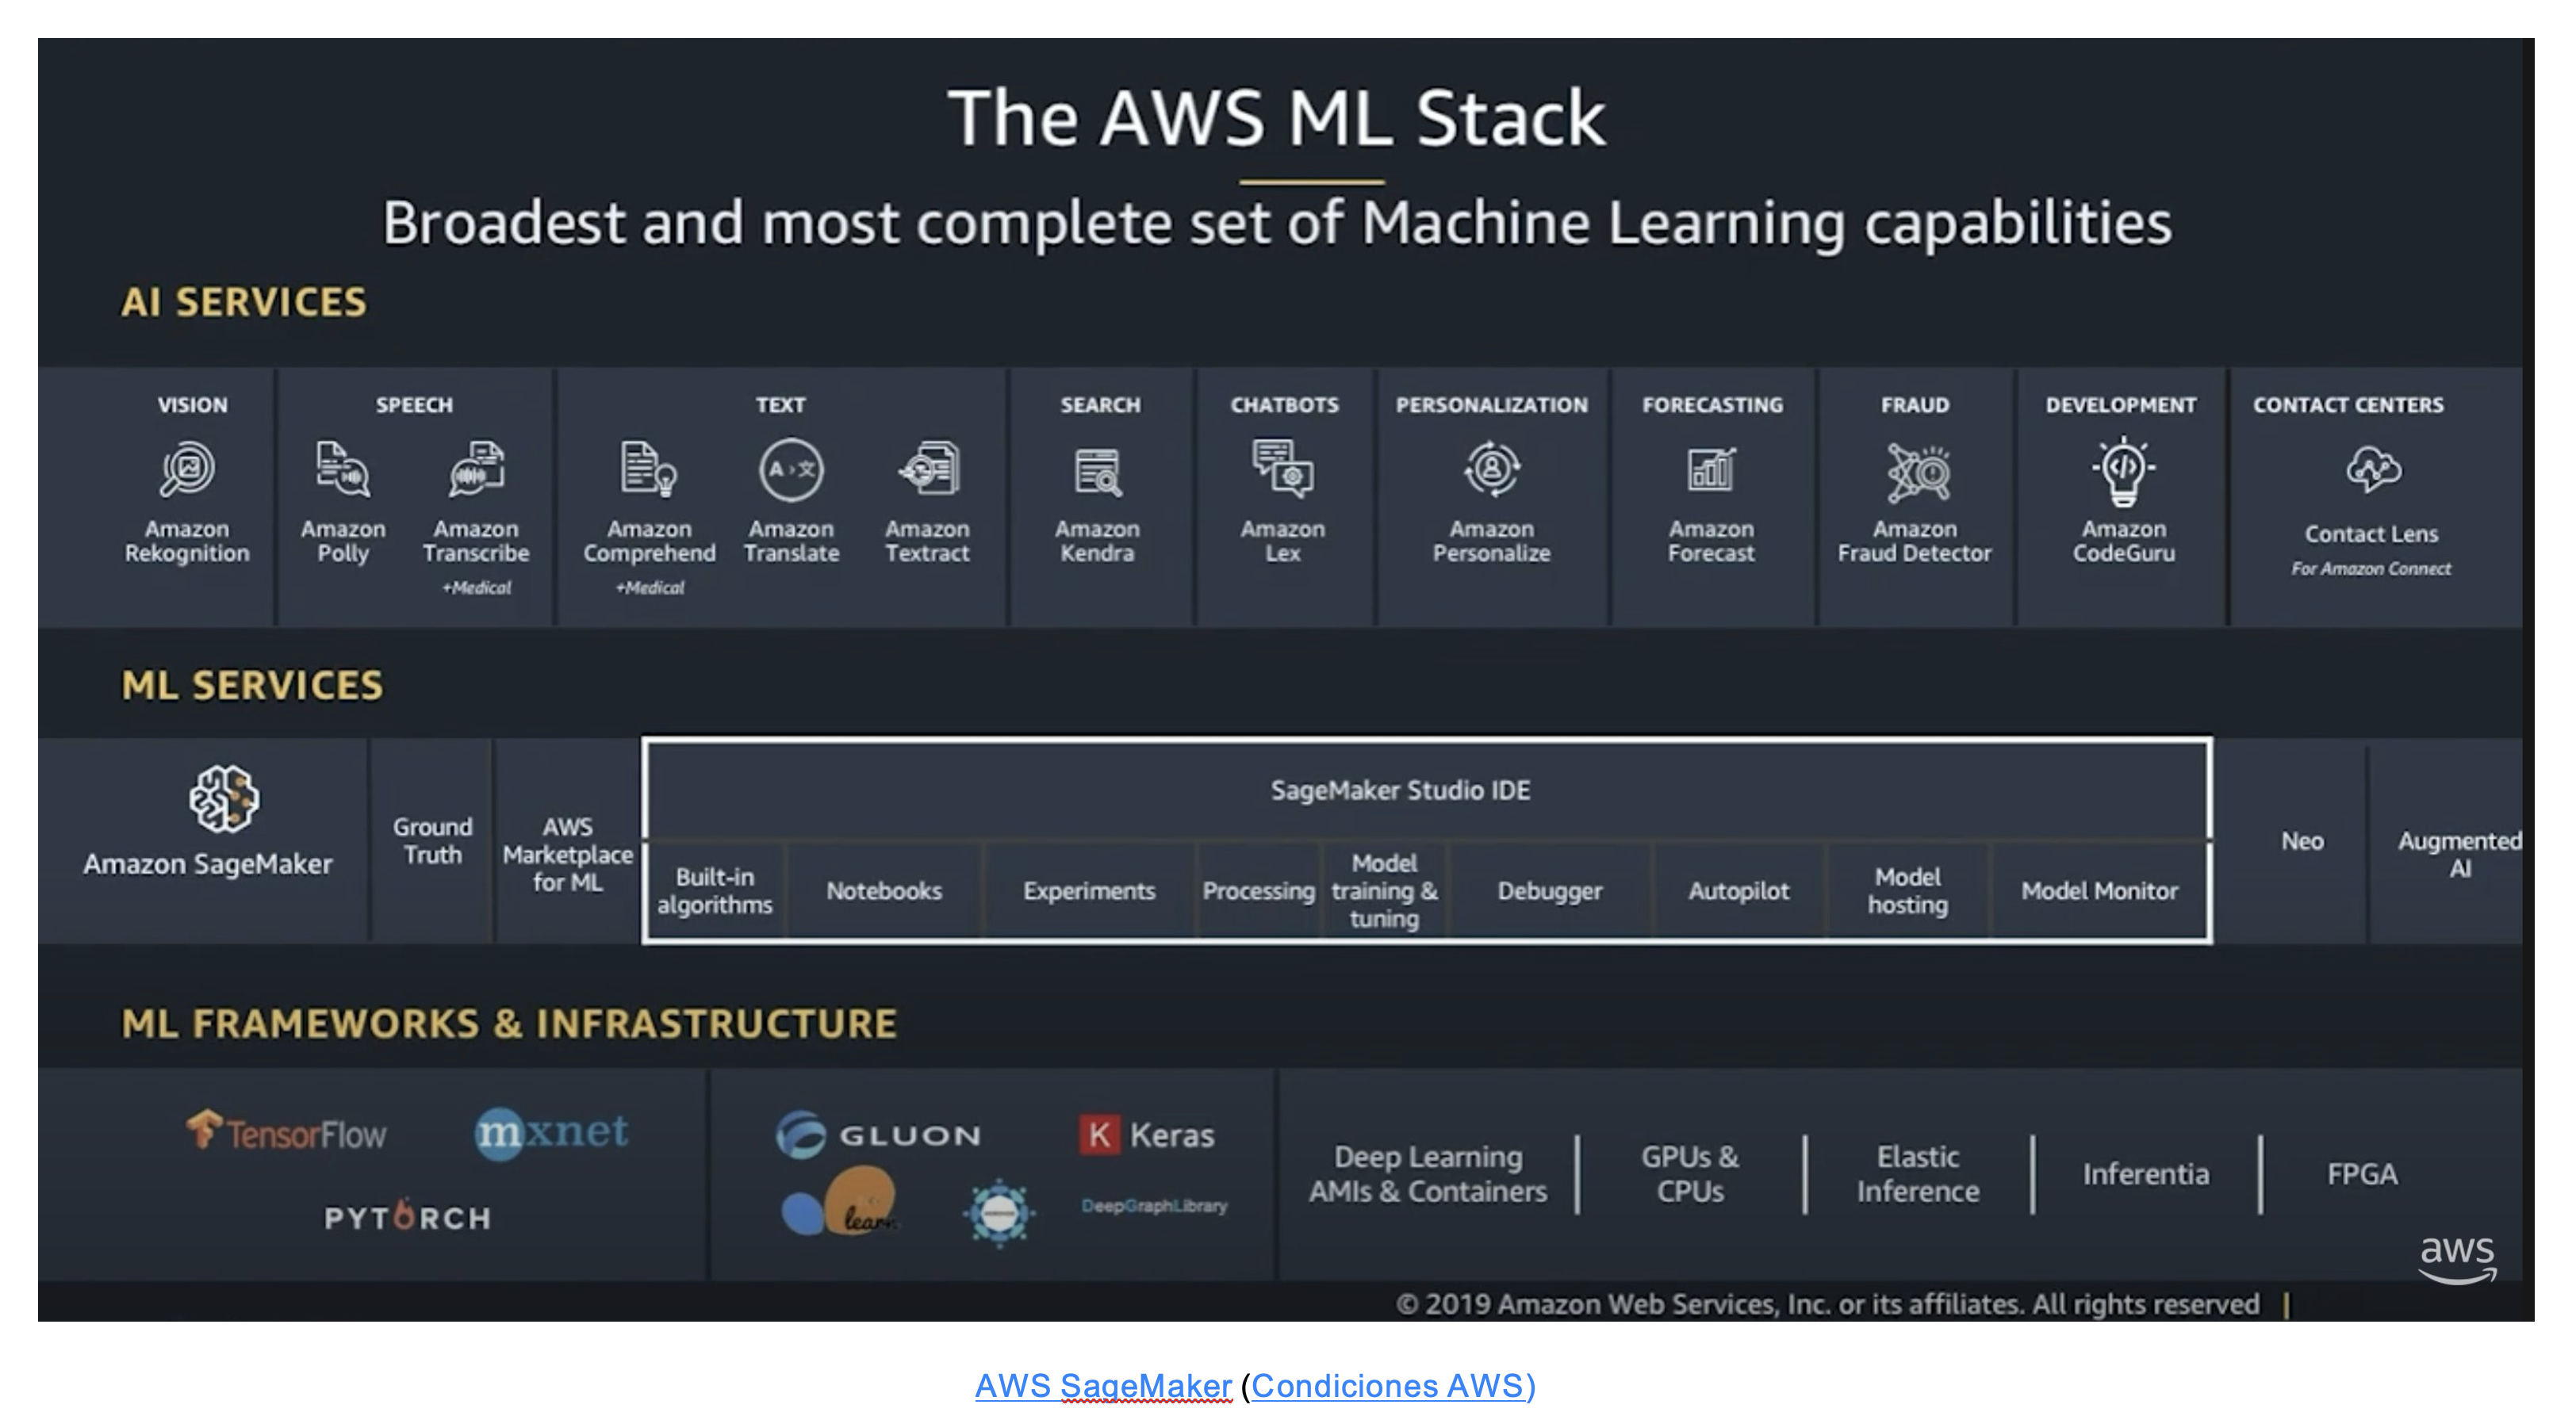 The AWS ML Stack
Broadest and most complete set of Machine Learning capabilities
AI SERVICES
VISION
Amazon
Rekognition
SPEECH
Amazon
Polly
Amazon
Transcribe
+Medical
TEXT
Amazon
Comprehend
+Medical
A › 文
Amazon
Translate
Amazon
Textract
SEARCH
Amazon
Kendra
CHATBOTS
Amazon
Lex
PERSONALIZATION
Amazon
Personalize
FORECASTING
Amazon
Forecast
FRAUD
Amazon
Fraud Detector
DEVELOPMENT
</>
Amazon
CodeGuru
CONTACT CENTERS
Contact Lens
For Amazon Connect
ML SERVICES
Amazon SageMaker
Ground
Truth
AWS
Marketplace
for ML
SageMaker Studio IDE
Built-in
algorithms
Notebooks
Experiments
Processing
Model
training &
tuning
Debugger
Autopilot
Model
hosting
Model Monitor
Neo
Augmented
AI
ML FRAMEWORKS & INFRASTRUCTURE
TensorFlow
mxnet
PYTORCH
GLUON
K Keras
learn
DeepGraphLibrary
Deep Learning
AMIs & Containers
GPUs &
CPUs
Elastic
Inference
Inferentia
FPGA
aws
© 2019 Amazon Web Services, Inc. or its affiliates. All rights reserved
AWS SageMaker (Condiciones AWS)